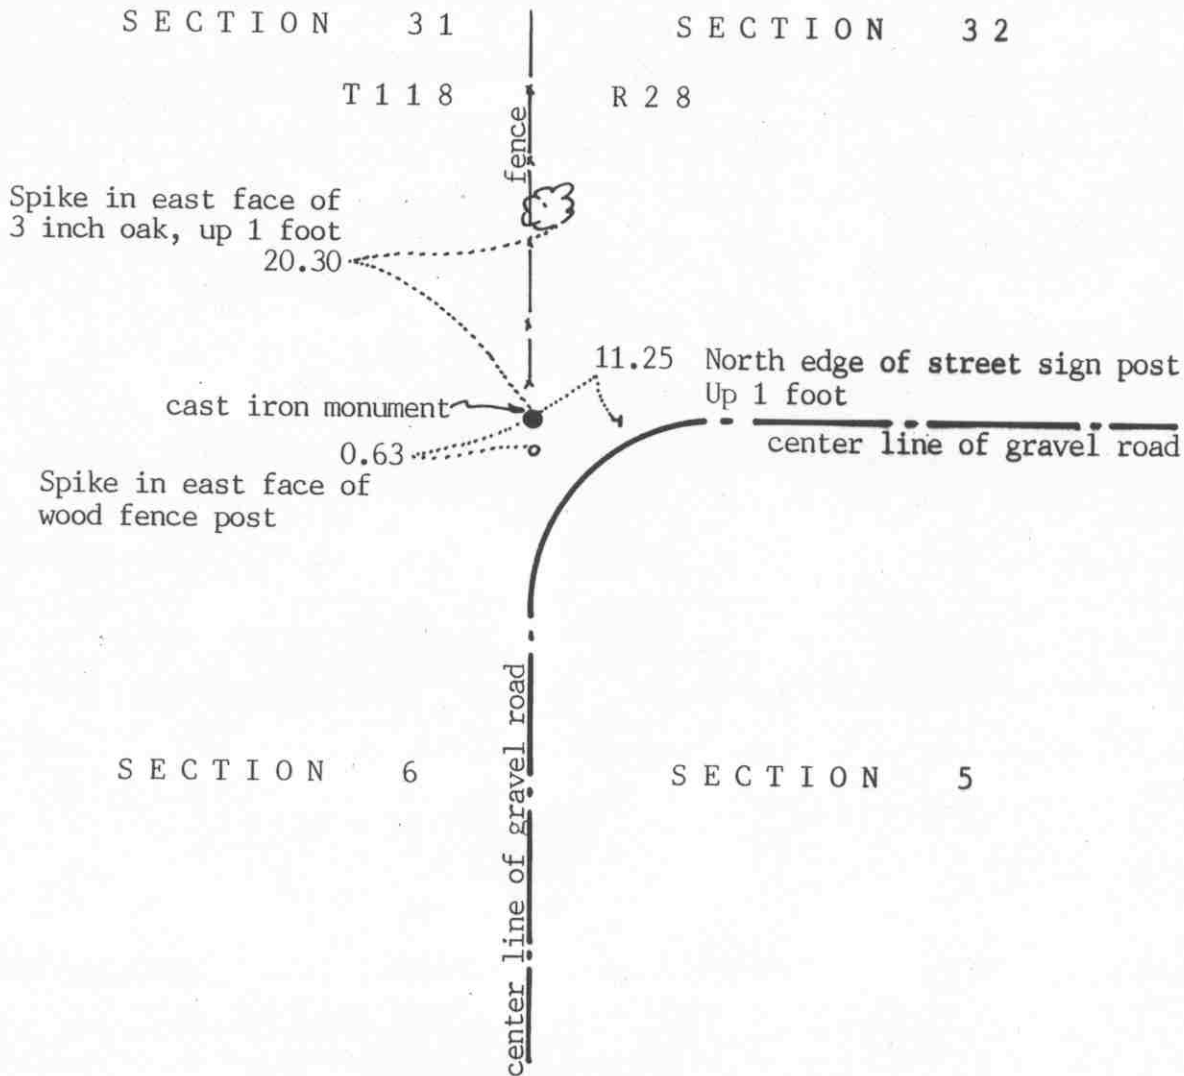 SECTION 31
SECTION 32
T118
R28
fence
Spike in east face of
3 inch oak, up 1 foot
20.30
11.25 North edge of street sign post
Up 1 foot
cast iron monument
center line of gravel road
0.63
Spike in east face of
wood fence post
center line of gravel road
SECTION 6
SECTION 5